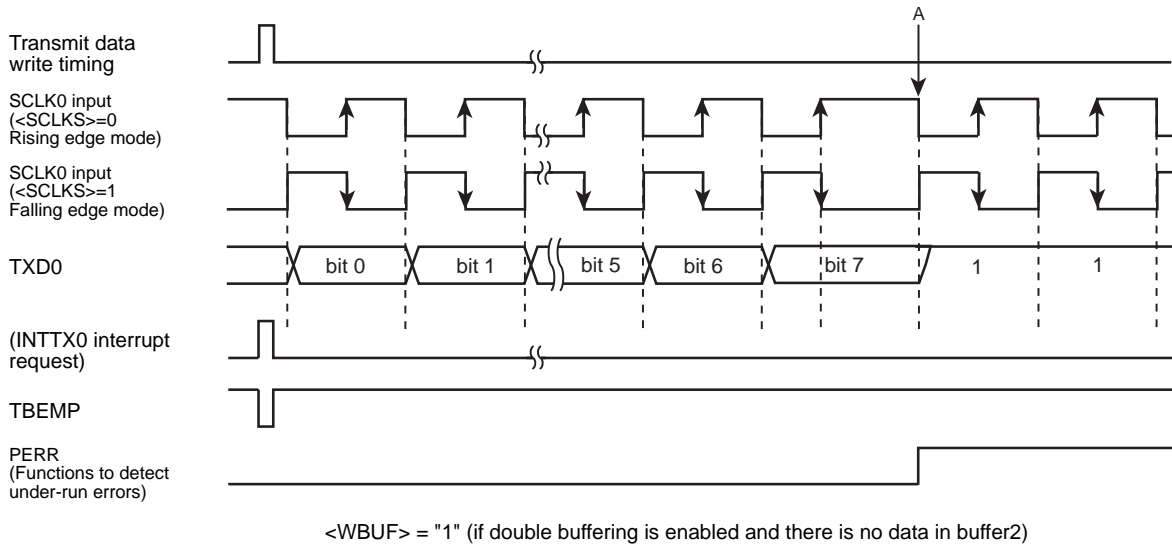 A
Transmit data
write timing
SCLK0 input
(<SCLKS>=0
Rising edge mode)
SCLK0 input
(<SCLKS>=1
Falling edge mode)
TXD0
bit 0
bit 1
bit 5
bit 6
bit 7
1
1
(INTTX0 interrupt
request)
TBEMP
PERR
(Functions to detect
under-run errors)
<WBUF> = "1" (if double buffering is enabled and there is no data in buffer2)